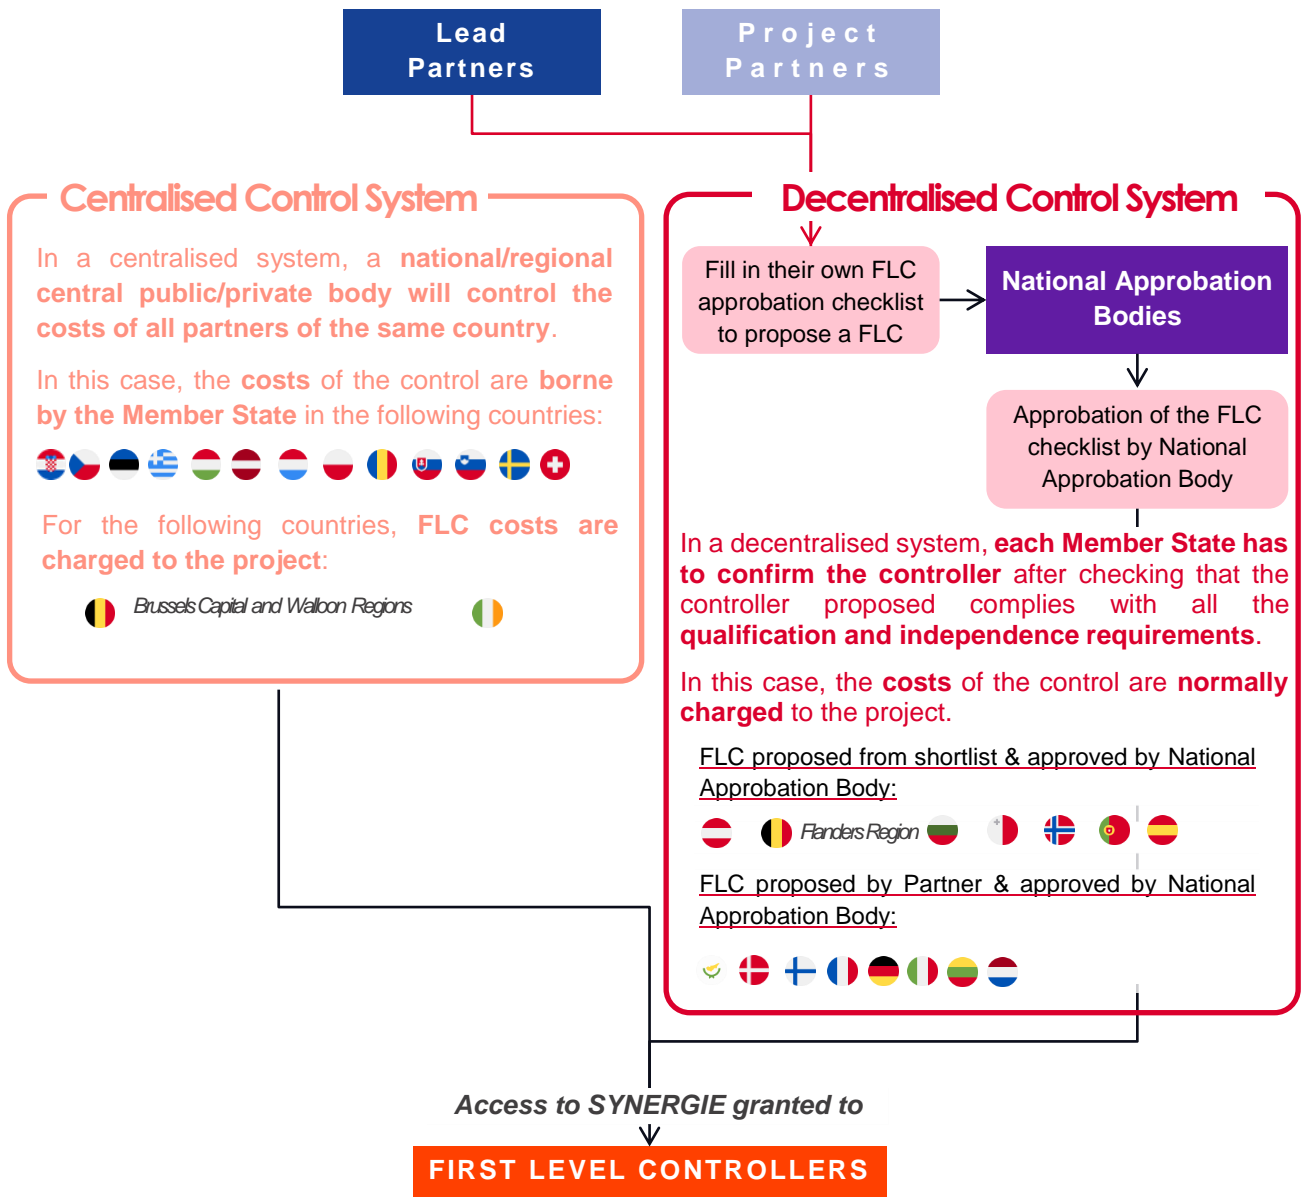 Lead
Partners
Project
Partners
Centralised Control System
In a centralised system, a national/regional
central public/private body will control the
costs of all partners of the same country.
In this case, the costs of the control are borne
by the Member State in the following countries:
For the following countries, FLC costs are
charged to the project:
Brussels Capital and Walloon Regions
Decentralised Control System
Fill in their own FLC
approbation checklist
to propose a FLC
National Approbation
Bodies
Approbation of the FLC
checklist by National
Approbation Body
In a decentralised system, each Member State has
to confirm the controller after checking that the
controller proposed complies with all the
qualification and independence requirements.
In this case, the costs of the control are normally
charged to the project.
FLC proposed from shortlist & approved by National
Approbation Body:
Flanders Region
FLC proposed by Partner & approved by National
Approbation Body:
Access to SYNERGIE granted to
FIRST LEVEL CONTROLLERS